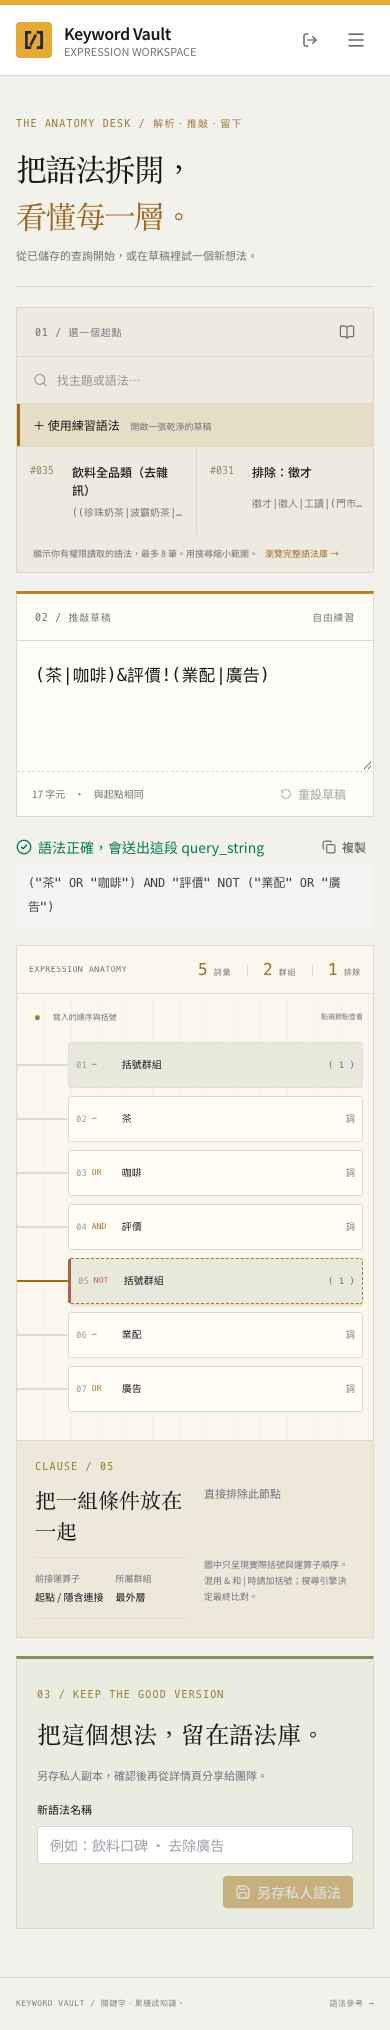 [/]
Keyword Vault
EXPRESSION WORKSPACE
THE ANATOMY DESK / 解析 · 推敲 · 留下
把語法拆開，
看懂每一層。
從已儲存的查詢開始，或在草稿裡試一個新想法。
01 / 選一個起點
找主題或語法…
＋ 使用練習語法 開啟一張乾淨的草稿
#035 飲料全品類（去雜
訊）
((珍珠奶茶|波霸奶茶|…
#031 排除：徵才
徵才|徵人|工讀|(門市…
顯示你有權限讀取的語法，最多 8 筆。用搜尋縮小範圍。 瀏覽完整語法庫 →
02 / 推敲草稿 自由練習
(茶|咖啡)&評價!(業配|廣告)
17 字元 · 與起點相同 重設草稿
語法正確，會送出這段 query_string 複製
("茶" OR "咖啡") AND "評價" NOT ("業配" OR "廣
告")
EXPRESSION ANATOMY 5 詞彙 2 群組 1 排除
寫入的順序與括號 點選節點查看
01 — 括號群組 ( 1 )
02 — 茶 詞
03 OR 咖啡 詞
04 AND 評價 詞
05 NOT 括號群組 ( 1 )
06 — 業配 詞
07 OR 廣告 詞
CLAUSE / 05
把一組條件放在
一起
前接運算子 所屬群組
起點 / 隱含連接 最外層
直接排除此節點
圖中只呈現實際括號與運算子順序。
混用 & 和 | 時請加括號；搜尋引擎決
定最終比對。
03 / KEEP THE GOOD VERSION
把這個想法，留在語法庫。
另存私人副本，確認後再從詳情頁分享給團隊。
新語法名稱
例如：飲料口碑 · 去除廣告
另存私人語法
KEYWORD VAULT / 關鍵字 · 累積成知識。 語法參考 →